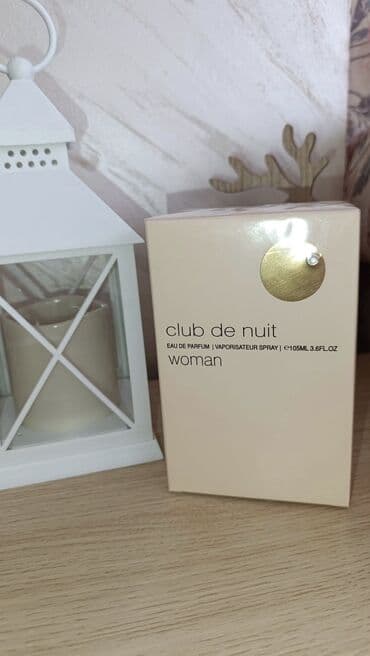 club de nuit
EAU DE PARFUM | VAPORISATEUR SPRAY | ℮105ML 3.6FL.OZ
woman